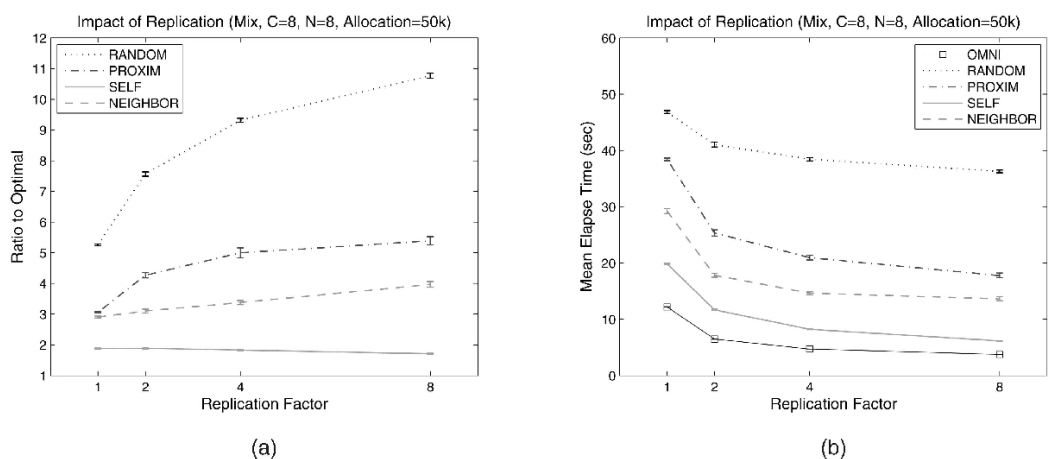 Impact of Replication (Mix, C=8, N=8, Allocation=50k)
12
11
10
9
8
7
6
5
4
3
2
1
Ratio to Optimal
RANDOM
PROXIM
SELF
NEIGHBOR
1 2 4 8
Replication Factor
(a)
Impact of Replication (Mix, C=8, N=8, Allocation=50k)
60
50
40
30
20
10
0
Mean Elapse Time (sec)
OMNI
RANDOM
PROXIM
SELF
NEIGHBOR
1 2 4 8
Replication Factor
(b)